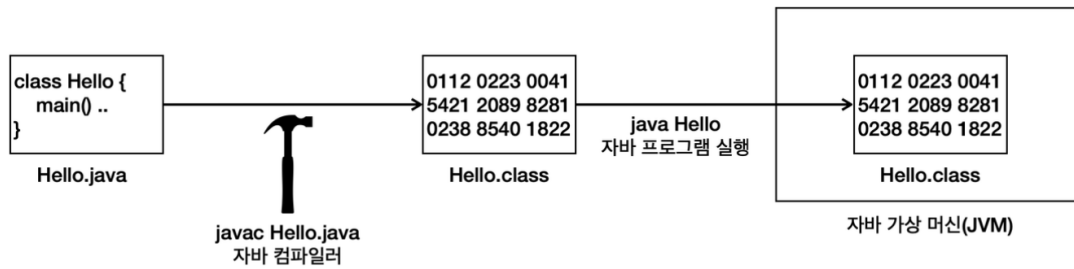 class Hello {
main() ..
}
Hello.java
javac Hello.java
자바 컴파일러
0112 0223 0041
5421 2089 8281
0238 8540 1822
Hello.class
java Hello
자바 프로그램 실행
0112 0223 0041
5421 2089 8281
0238 8540 1822
Hello.class
자바 가상 머신(JVM)